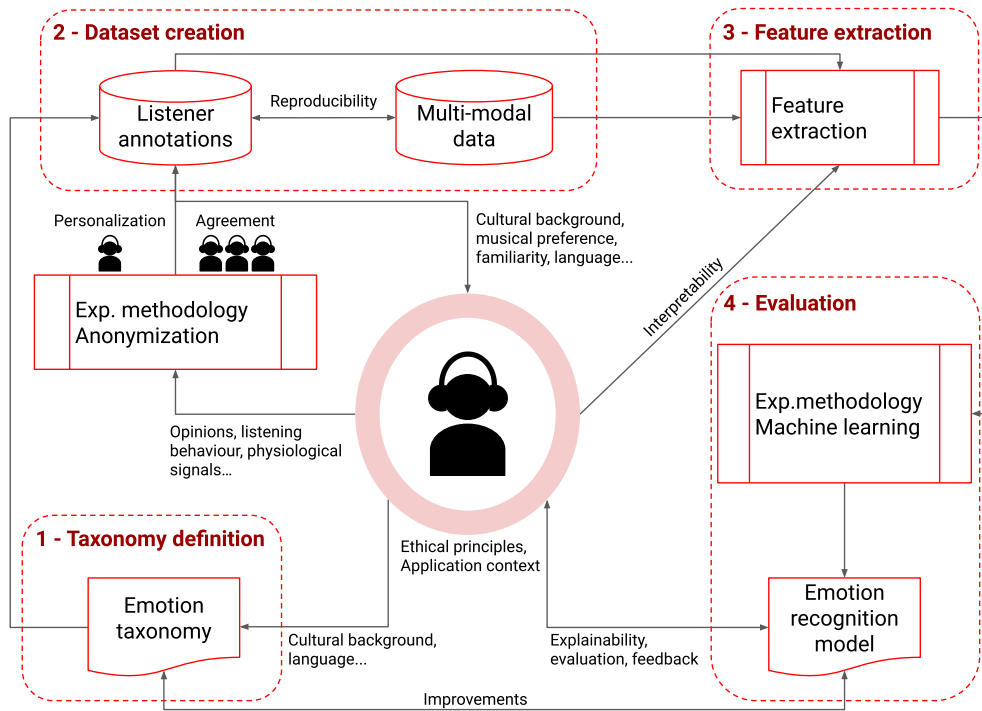 2 - Dataset creation
3 - Feature extraction
Listener
annotations
Reproducibility
Multi-modal
data
Feature
extraction
Personalization
Agreement
Cultural background,
musical preference,
familiarity, language...
Exp. methodology
Anonymization
Interpretability
4 - Evaluation
Exp.methodology
Machine learning
Opinions, listening
behaviour, physiological
signals...
1 - Taxonomy definition
Ethical principles,
Application context
Emotion
taxonomy
Cultural background,
language...
Explainability,
evaluation, feedback
Emotion
recognition
model
Improvements